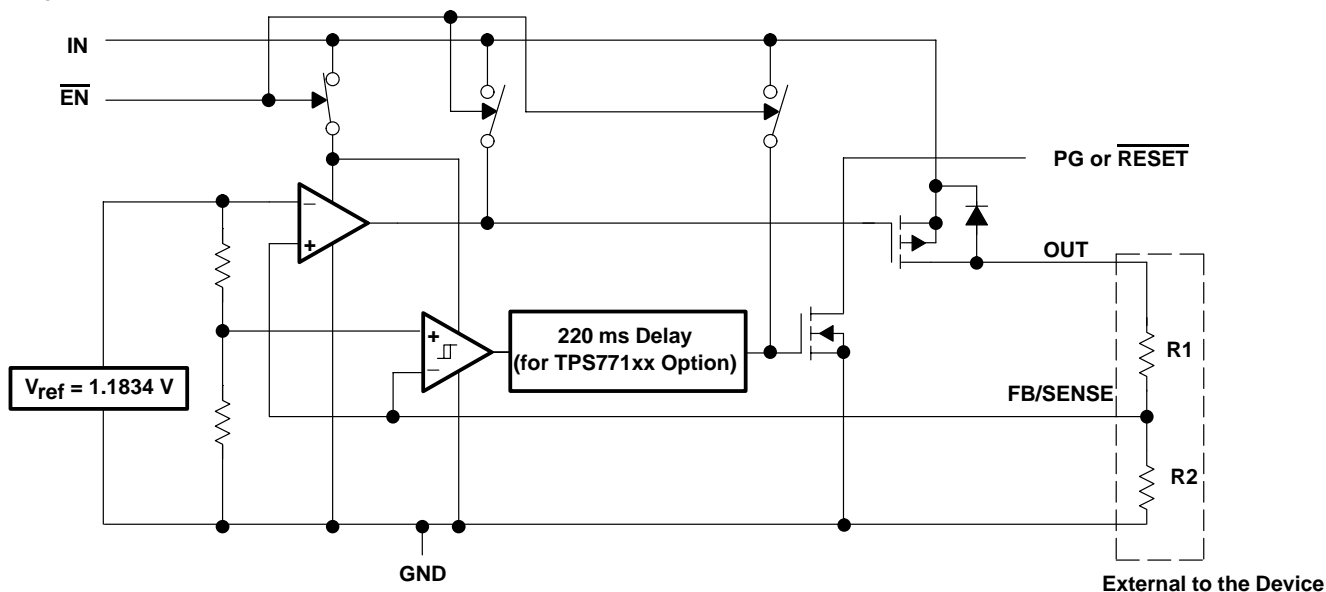 IN
EN
PG or RESET
OUT
220 ms Delay
(for TPS771xx Option)
R1
Vref = 1.1834 V
FB/SENSE
R2
GND
External to the Device